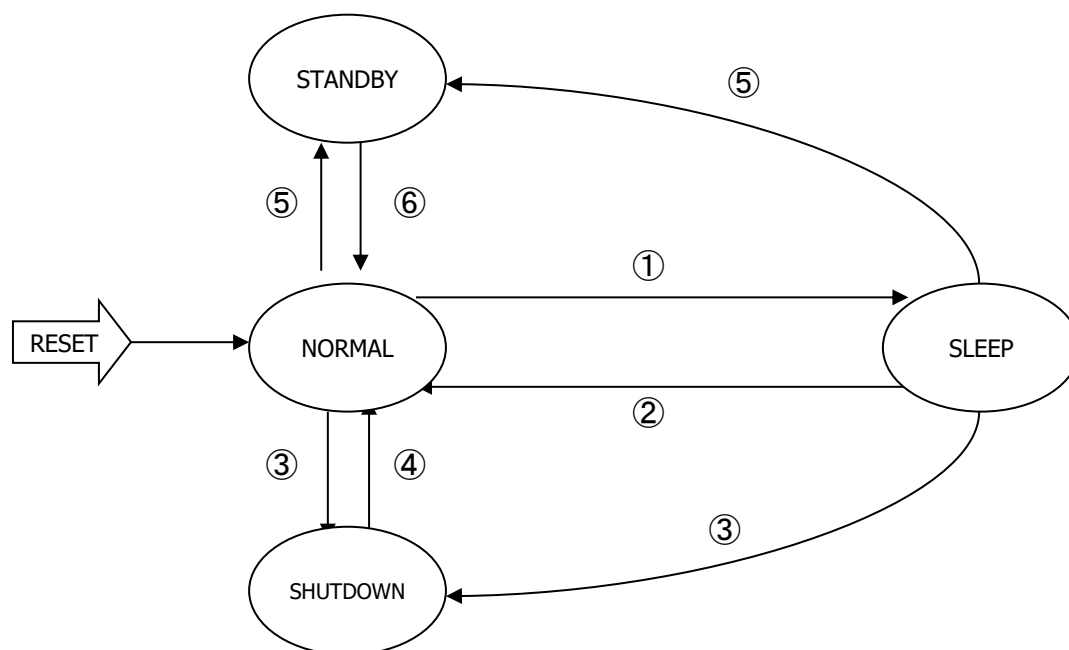 STANDBY
⑤
⑤
⑥
①
RESET
NORMAL
SLEEP
②
③
④
③
SHUTDOWN